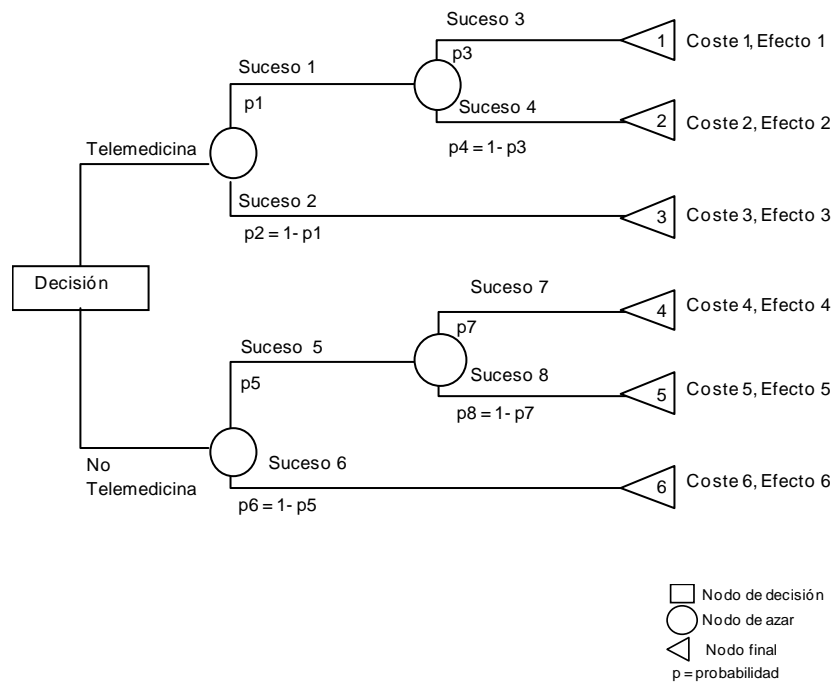 Suceso 3
p3
1
Coste 1, Efecto 1
Suceso 1
p1
Suceso 4
p4 = 1- p3
2
Coste 2, Efecto 2
Telemedicina
Suceso 2
p2 = 1- p1
3
Coste 3, Efecto 3
Decisión
Suceso 7
p7
4
Coste 4, Efecto 4
Suceso 5
p5
Suceso 8
p8 = 1- p7
5
Coste 5, Efecto 5
No
Telemedicina
Suceso 6
p6 = 1- p5
6
Coste 6, Efecto 6
Nodo de decisión
Nodo de azar
Nodo final
p = probabilidad